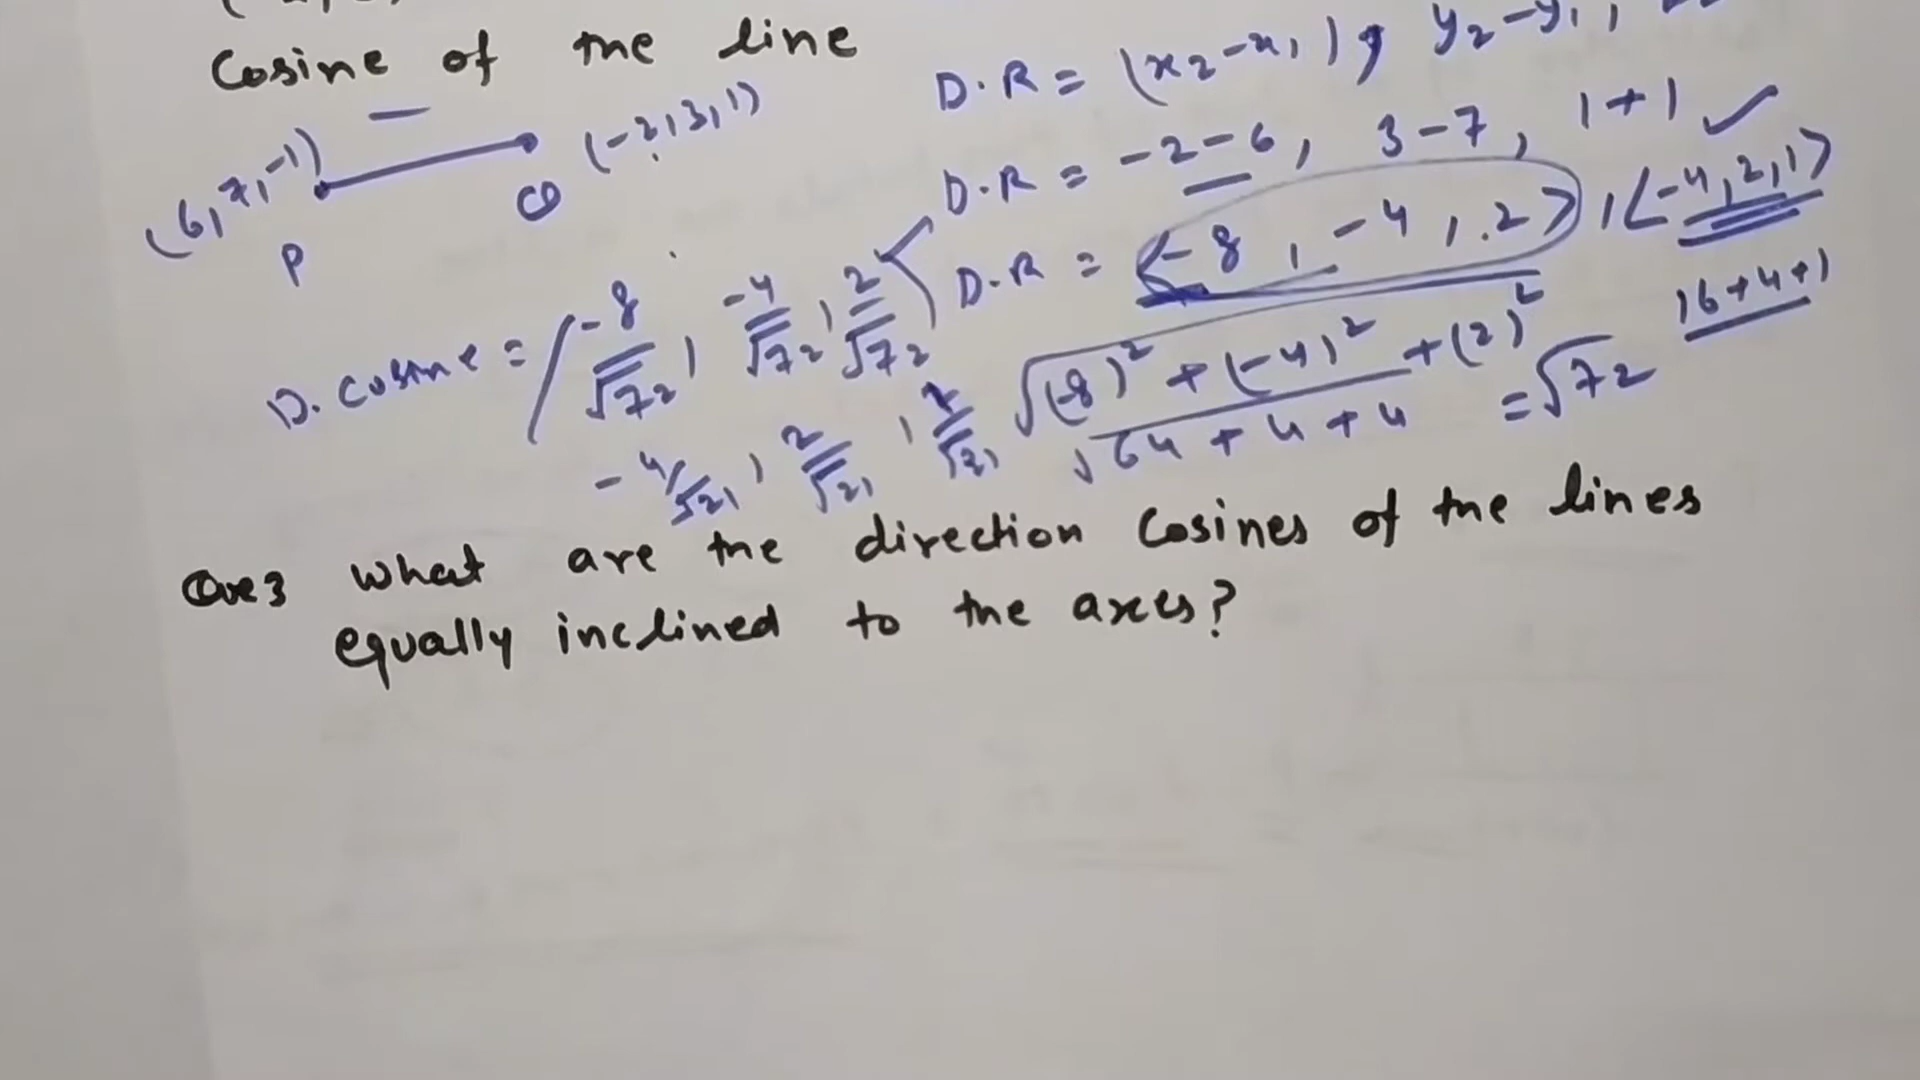 Cosine of the line
D.R = (x₂-x₁), y₂-y₁,
(6,7,-1) P Q (-2,3,1)
D.R = -2-6, 3-7, 1+1 ✓
D.R = <-8, -4, 2>, <-4,2,1>
D. cosine = -8/√72, -4/√72, 2/√72
√(-8)²+(-4)²+(2)² 16+4+1
√64+4+4 = √72
-4/√21, 2/√21, 1/√21
Que3 What are the direction Cosines of the lines
equally inclined to the axes?